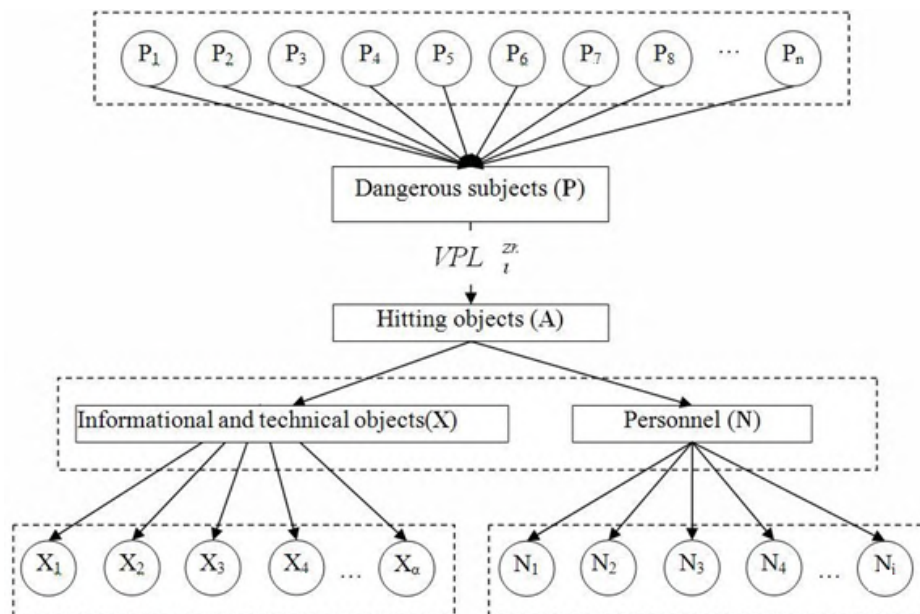 P1 P2 P3 P4 P5 P6 P7 P8 ... Pn
Dangerous subjects (P)
VPL zr. i
Hitting objects (A)
Informational and technical objects(X) Personnel (N)
X1 X2 X3 X4 ... Xα N1 N2 N3 N4 ... Ni